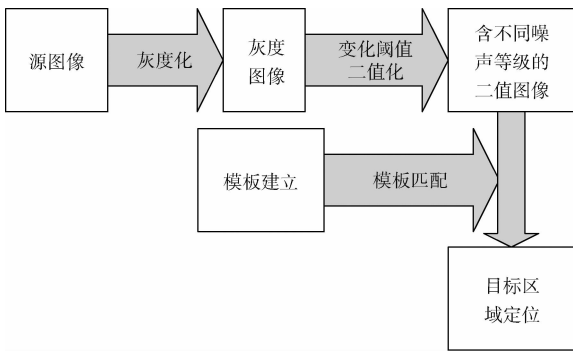 源图像
灰度化
灰度
图像
变化阈值
二值化
含不同噪
声等级的
二值图像
模板建立
模板匹配
目标区
域定位